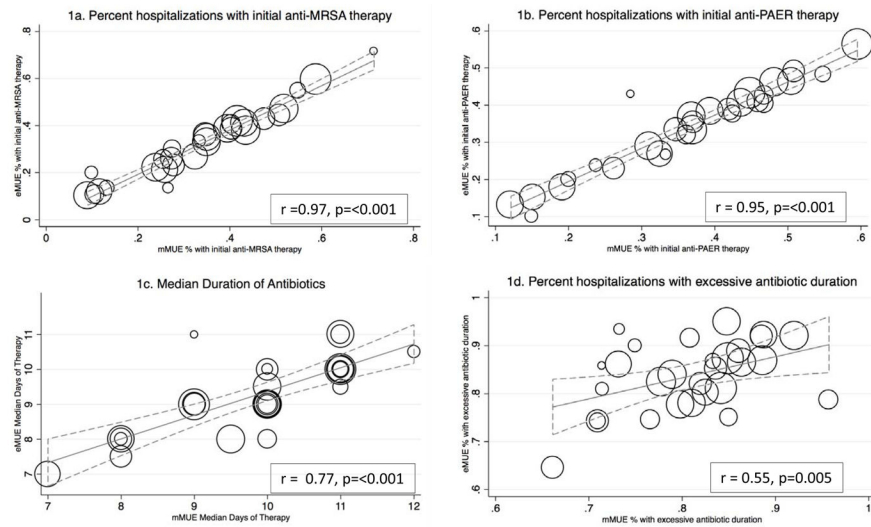 1a. Percent hospitalizations with initial anti-MRSA therapy
eMUE % with initial anti-MRSA therapy
.8
.6
.4
.2
0
0 .2 .4 .6 .8
mMUE % with initial anti-MRSA therapy
r =0.97, p=<0.001
1b. Percent hospitalizations with initial anti-PAER therapy
eMUE % with initial anti-PAER therapy
.6
.5
.4
.3
.2
.1
.1 .2 .3 .4 .5 .6
mMUE % with initial anti-PAER therapy
r = 0.95, p=<0.001
1c. Median Duration of Antibiotics
eMUE Median Days of Therapy
11
10
9
8
7
7 8 9 10 11 12
mMUE Median Days of Therapy
r = 0.77, p=<0.001
1d. Percent hospitalizations with excessive antibiotic duration
eMUE % with excessive antibiotic duration
1
.9
.8
.7
.6
.6 .7 .8 .9 1
mMUE % with excessive antibiotic duration
r = 0.55, p=0.005